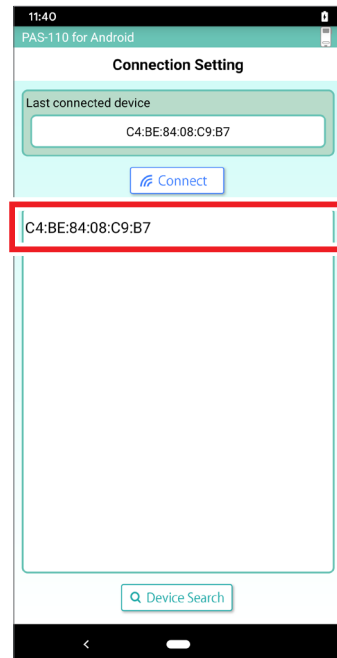 11:40
PAS-110 for Android
Connection Setting
Last connected device
C4:BE:84:08:C9:B7
Connect
C4:BE:84:08:C9:B7
Device Search